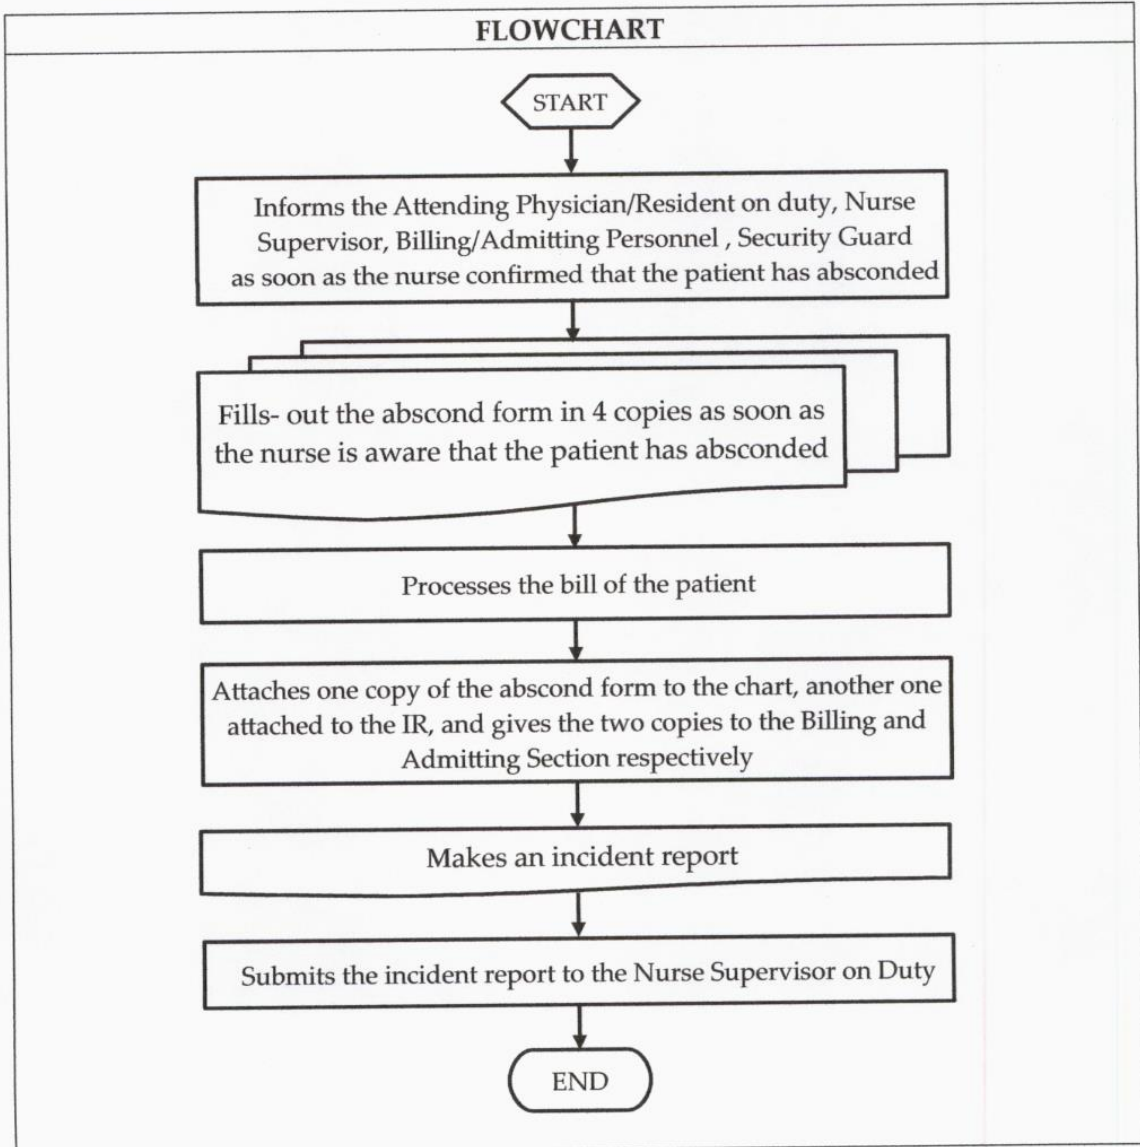 FLOWCHART
START
Informs the Attending Physician/Resident on duty, Nurse
Supervisor, Billing/Admitting Personnel , Security Guard
as soon as the nurse confirmed that the patient has absconded
Fills- out the abscond form in 4 copies as soon as
the nurse is aware that the patient has absconded
Processes the bill of the patient
Attaches one copy of the abscond form to the chart, another one
attached to the IR, and gives the two copies to the Billing and
Admitting Section respectively
Makes an incident report
Submits the incident report to the Nurse Supervisor on Duty
END